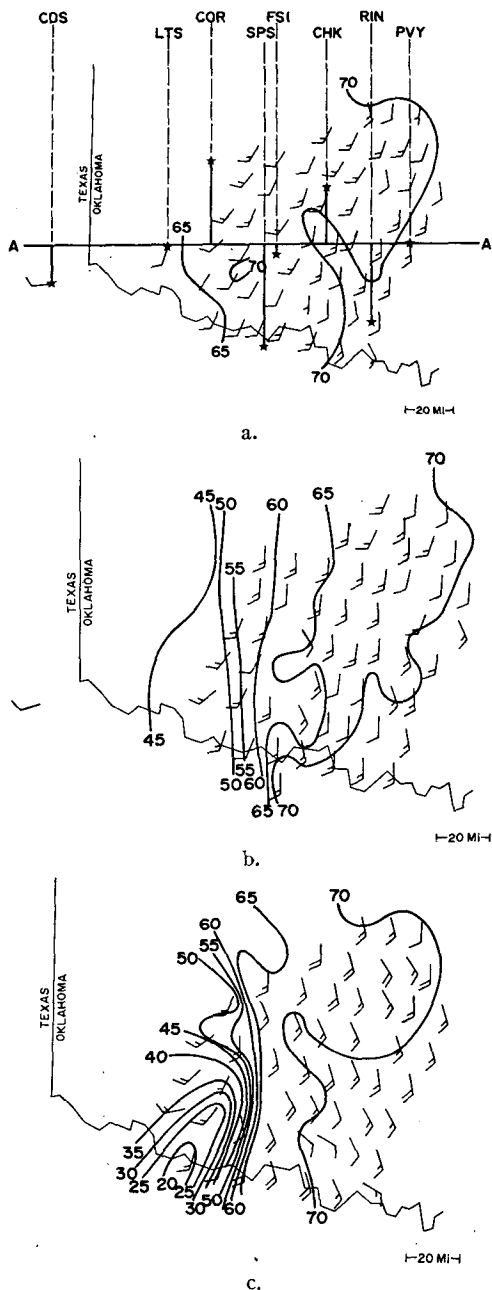 CDS LTS COR SPS FSI CHK RIN PVY
70
TEXAS
OKLAHOMA
65
A A
70
65
70
⊢20 Mi⊣
a.
70
45 50 60 65
55
TEXAS
OKLAHOMA
45
55
50 60
65 70
⊢20 Mi⊣
b.
65 70
60
55
50
TEXAS
OKLAHOMA
45
40
35
30
25 20 25
30 50 60
70
⊢20 Mi⊣
c.